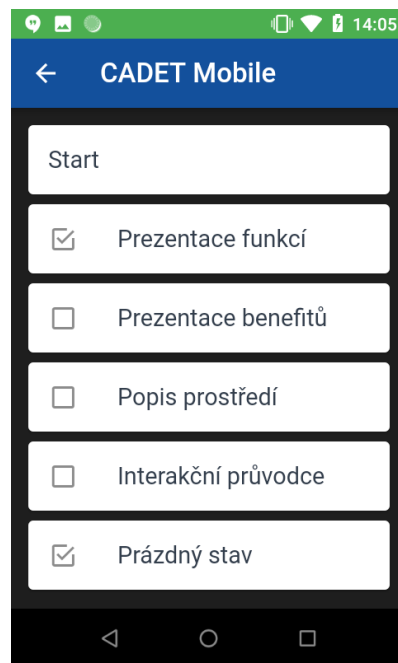 14:05
CADET Mobile
Start
Prezentace funkcí
Prezentace benefitů
Popis prostředí
Interakční průvodce
Prázdný stav